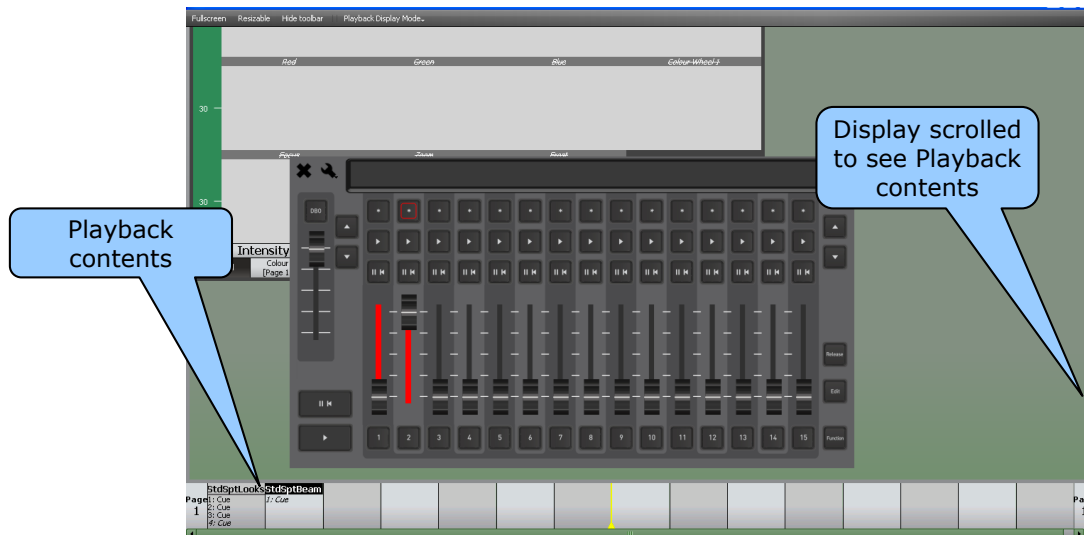 Fullscreen Resizable Hide toolbar Playback Display Mode
Red Green Blue Colour Wheel 1
30
Focus Zoom Frost
30
Display scrolled
to see Playback
contents
DBO
Playback
contents
Intensity
Colour
[Page 1
Release
Edit
1 2 3 4 5 6 7 8 9 10 11 12 13 14 15 Function
StdSptLooks StdSptBeam
Page 1: Cue 1: Cue Pa
1 2: Cue 1
3: Cue
4: Cue